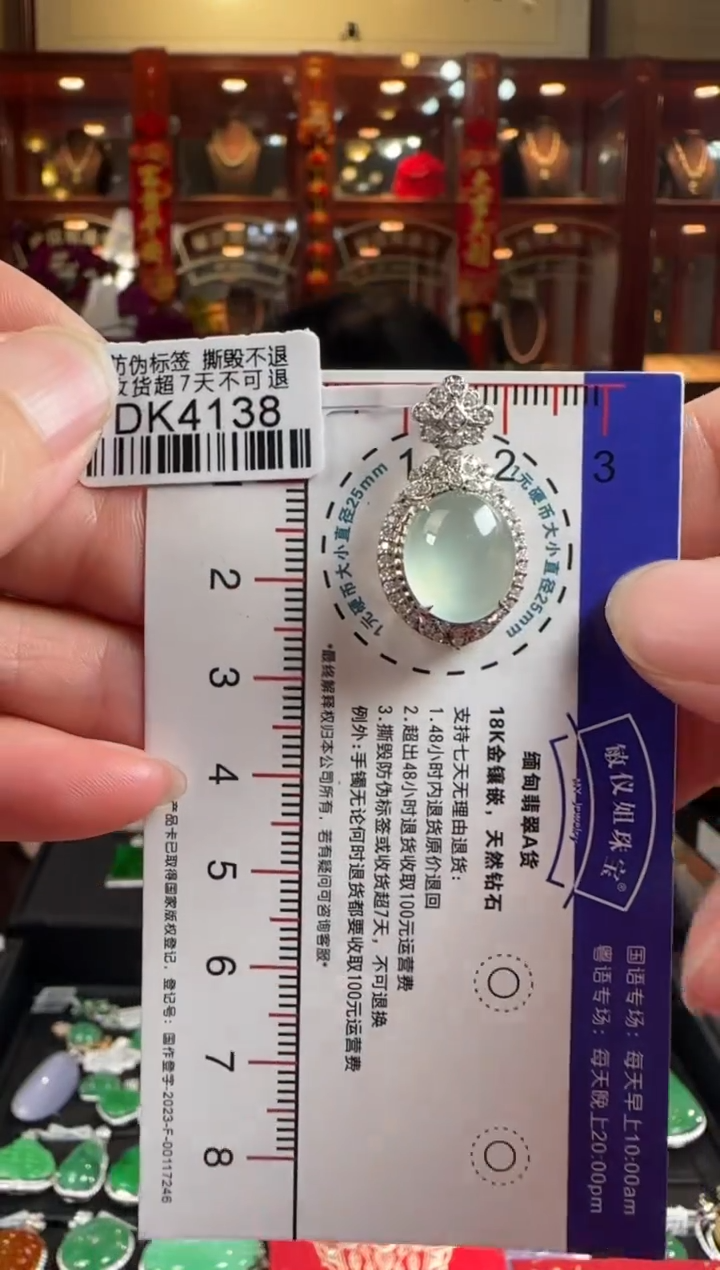 防伪标签 撕毁不退
收货超7天不可退
DK4138
1 2 3
2
3
4
5
6
7
8
1元硬币大小直径25mm
1元硬币大小直径25mm
敏仪姐珠宝®
MYJ jewelry
国语专场：每天早上10:00am
粤语专场：每天晚上20:00pm
缅甸翡翠A货
18K金镶嵌，天然钻石
支持七天无理由退货：
1.48小时内退货原价退回
2.超出48小时退货收取100元运营费
3.撕毁防伪标签或收货超7天，不可退换
例外：手镯无论何时退货都要收取100元运营费
*最终解释权归本公司所有，若有疑问可咨询客服*
产品卡已取得国家版权登记，登记号：国作登字-2023-F-00117246